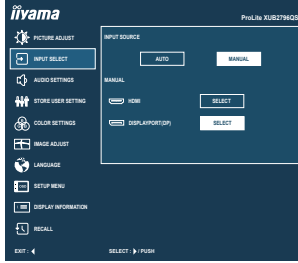 iiyama
ProLite XUB2796QS
PICTURE ADJUST
INPUT SELECT
AUDIO SETTINGS
STORE USER SETTING
COLOR SETTINGS
IMAGE ADJUST
LANGUAGE
SETUP MENU
DISPLAY INFORMATION
RECALL
INPUT SOURCE
AUTO MANUAL
MANUAL
HDMI SELECT
DISPLAYPORT(DP) SELECT
EXIT : SELECT : / PUSH